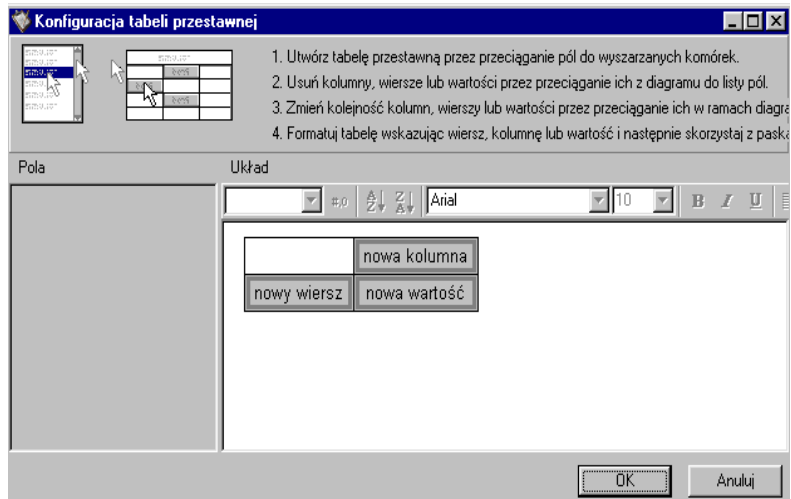 Konfiguracja tabeli przestawnej
1. Utwórz tabelę przestawną przez przeciąganie pól do wyszarzanych komórek.
2. Usuń kolumny, wiersze lub wartości przez przeciąganie ich z diagramu do listy pól.
3. Zmień kolejność kolumn, wierszy lub wartości przez przeciąganie ich w ramach diagra
4. Formatuj tabelę wskazując wiersz, kolumnę lub wartość i następnie skorzystaj z paska
Pola
Układ
#,0 A Z Z A Arial 10 B I U
nowa kolumna
nowy wiersz nowa wartość
OK Anuluj